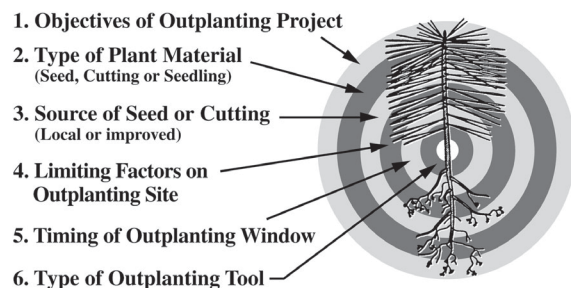 1. Objectives of Outplanting Project
2. Type of Plant Material
(Seed, Cutting or Seedling)
3. Source of Seed or Cutting
(Local or improved)
4. Limiting Factors on
Outplanting Site
5. Timing of Outplanting Window
6. Type of Outplanting Tool